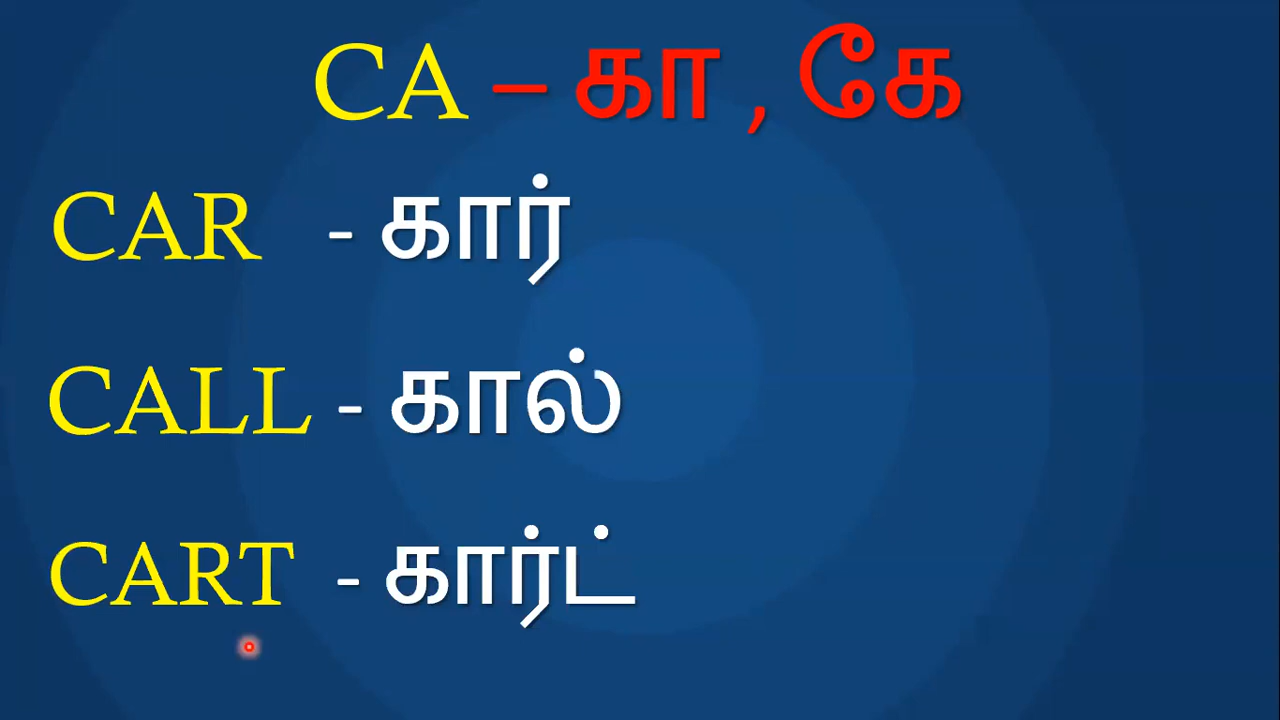 CA – கா , கே
CAR - கார்
CALL - கால்
CART - கார்ட்